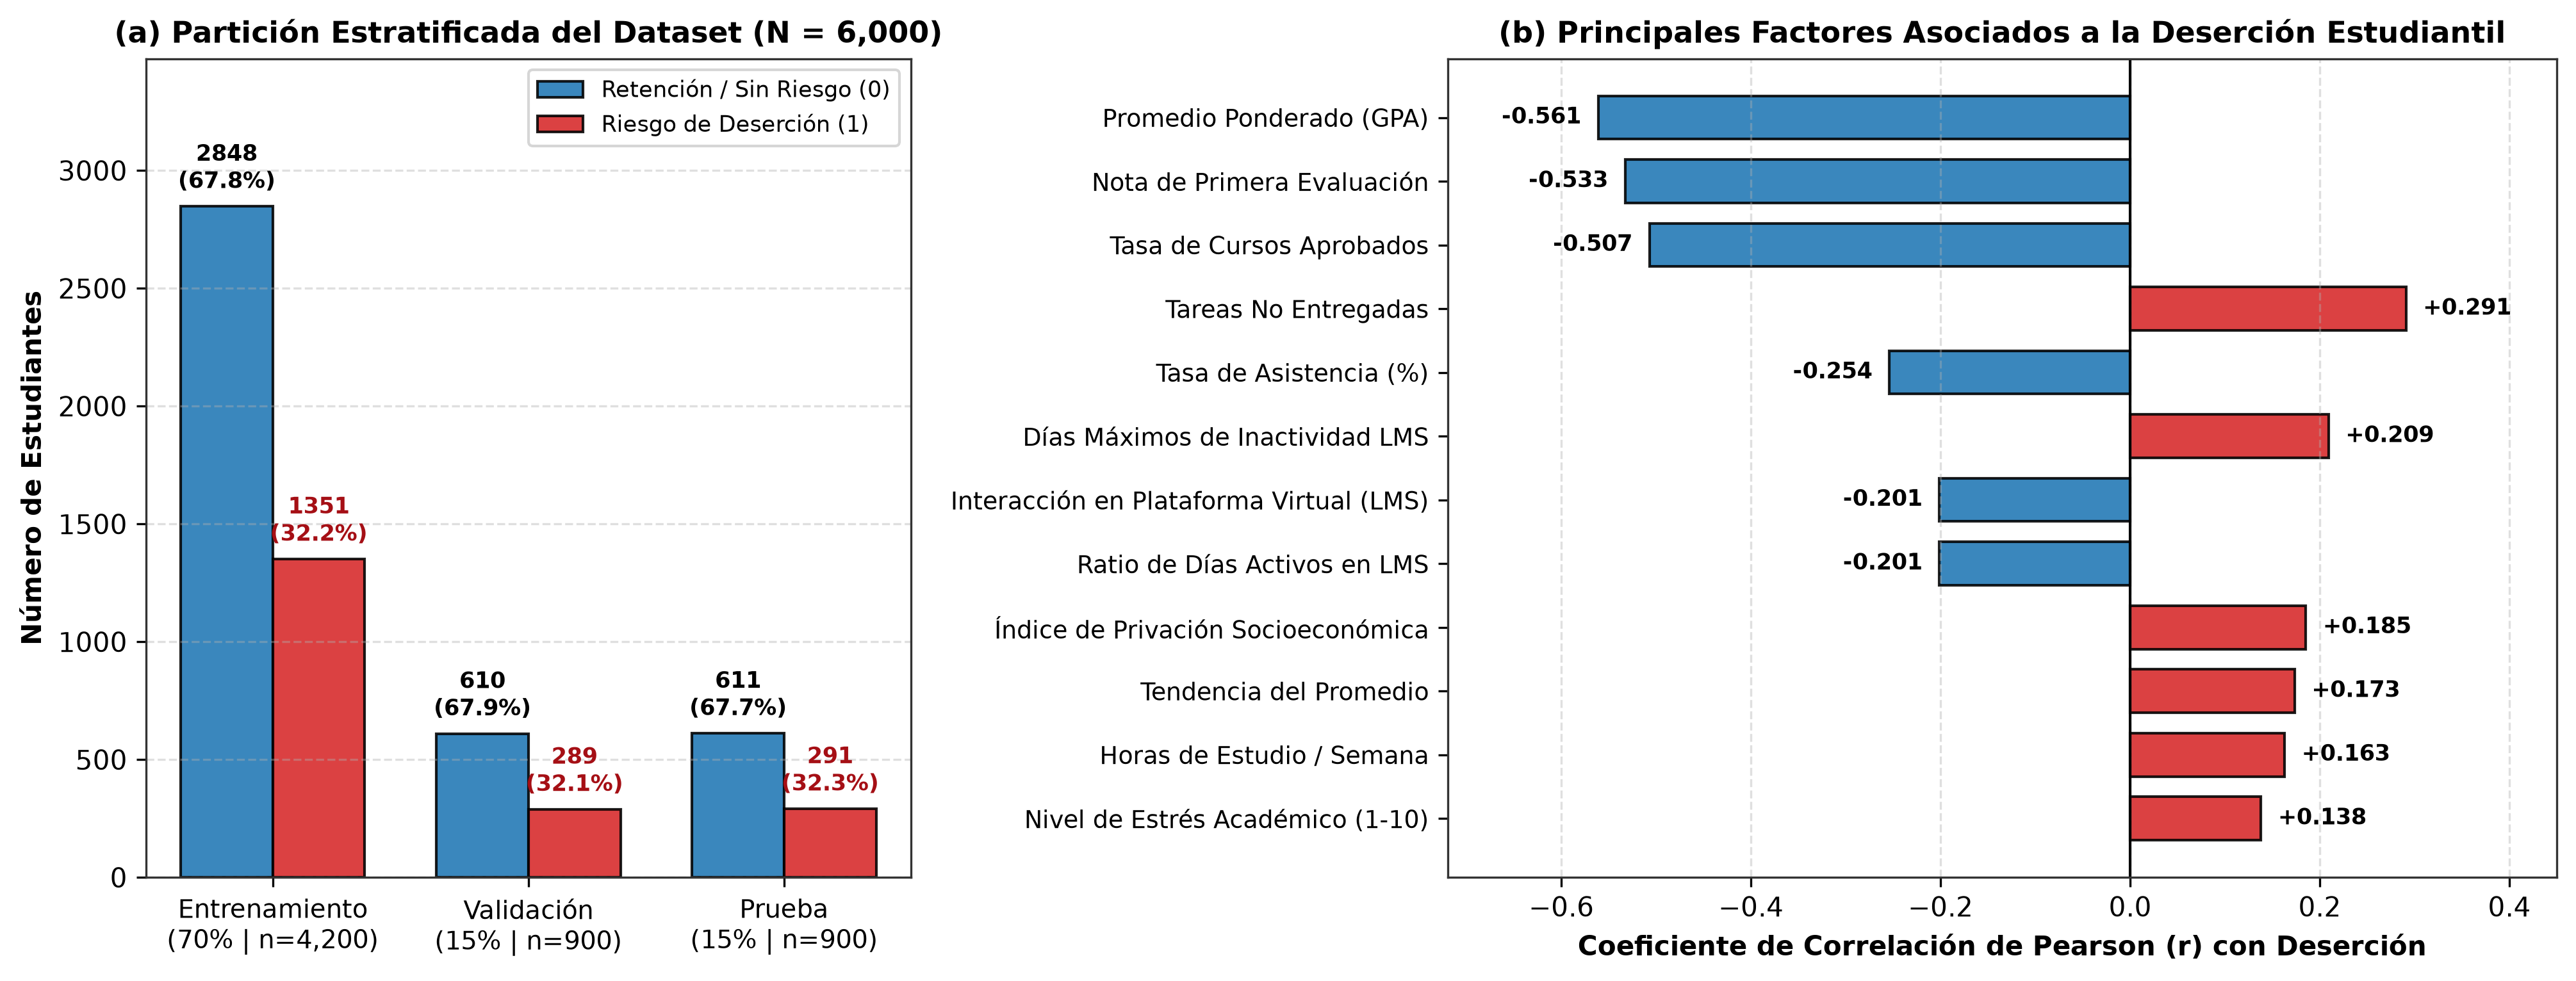 (a) Partición Estratificada del Dataset (N = 6,000)
Número de Estudiantes
3000
2500
2000
1500
1000
500
0
Retención / Sin Riesgo (0)
Riesgo de Deserción (1)
2848
(67.8%)
1351
(32.2%)
610
(67.9%)
289
(32.1%)
611
(67.7%)
291
(32.3%)
Entrenamiento
(70% | n=4,200)
Validación
(15% | n=900)
Prueba
(15% | n=900)
(b) Principales Factores Asociados a la Deserción Estudiantil
Promedio Ponderado (GPA)
-0.561
Nota de Primera Evaluación
-0.533
Tasa de Cursos Aprobados
-0.507
Tareas No Entregadas
+0.291
Tasa de Asistencia (%)
-0.254
Días Máximos de Inactividad LMS
+0.209
Interacción en Plataforma Virtual (LMS)
-0.201
Ratio de Días Activos en LMS
-0.201
Índice de Privación Socioeconómica
+0.185
Tendencia del Promedio
+0.173
Horas de Estudio / Semana
+0.163
Nivel de Estrés Académico (1-10)
+0.138
−0.6 −0.4 −0.2 0.0 0.2 0.4
Coeficiente de Correlación de Pearson (r) con Deserción